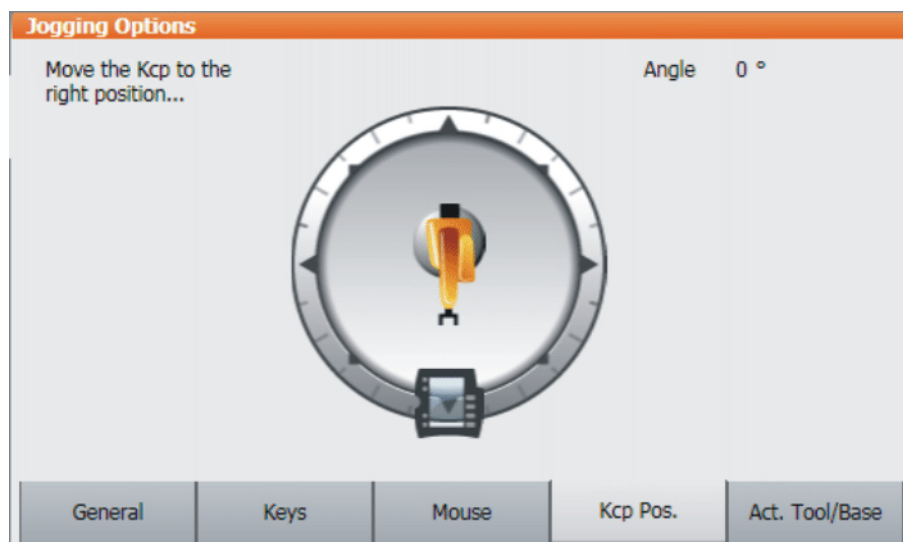 Jogging Options
Move the Kcp to the
right position...
Angle 0 °
General Keys Mouse Kcp Pos. Act. Tool/Base